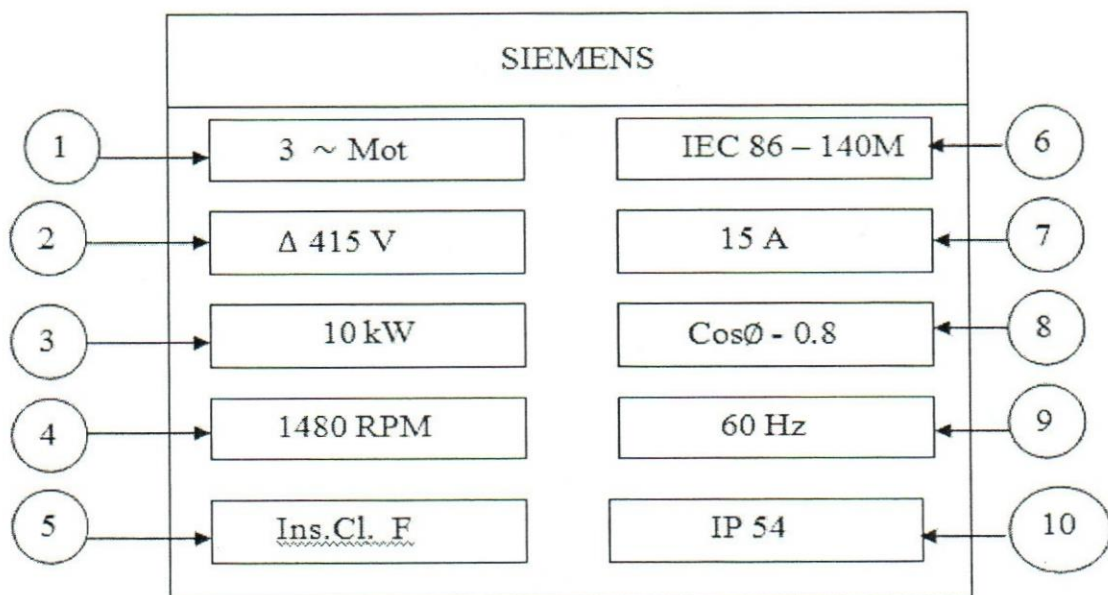 SIEMENS
1 3 ~ Mot IEC 86 – 140M 6
2 Δ 415 V 15 A 7
3 10 kW CosØ - 0.8 8
4 1480 RPM 60 Hz 9
5 Ins.Cl. F IP 54 10